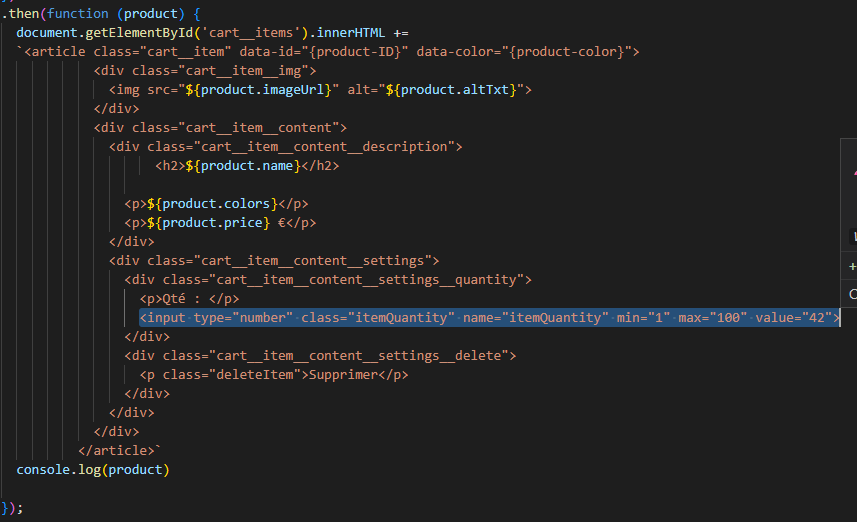 .then(function (product) {
document.getElementById('cart__items').innerHTML +=
`<article class="cart__item" data-id="{product-ID}" data-color="{product-color}">
<div class="cart__item__img">
<img src="${product.imageUrl}" alt="${product.altTxt}">
</div>
<div class="cart__item__content">
<div class="cart__item__content__description">
<h2>${product.name}</h2>
<p>${product.colors}</p>
<p>${product.price} €</p>
</div>
<div class="cart__item__content__settings">
<div class="cart__item__content__settings__quantity">
<p>Qté : </p>
<input type="number" class="itemQuantity" name="itemQuantity" min="1" max="100" value="42">
</div>
<div class="cart__item__content__settings__delete">
<p class="deleteItem">Supprimer</p>
</div>
</div>
</div>
</article>`
console.log(product)
});